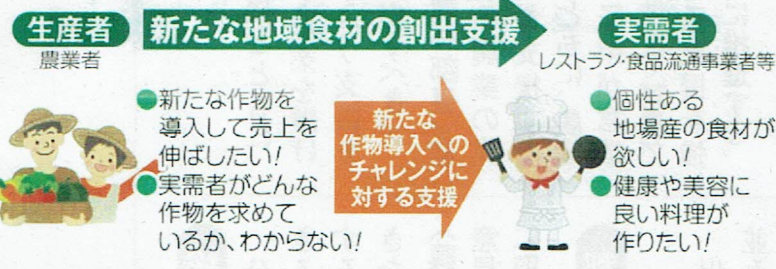 生産者
農業者
新たな地域食材の創出支援
実需者
レストラン・食品流通事業者等
●新たな作物を
導入して売上を
伸ばしたい!
●実需者がどんな
作物を求めて
いるか、わからない!
新たな
作物導入への
チャレンジに
対する支援
●個性ある
地場産の食材が
欲しい!
●健康や美容に
良い料理が
作りたい!